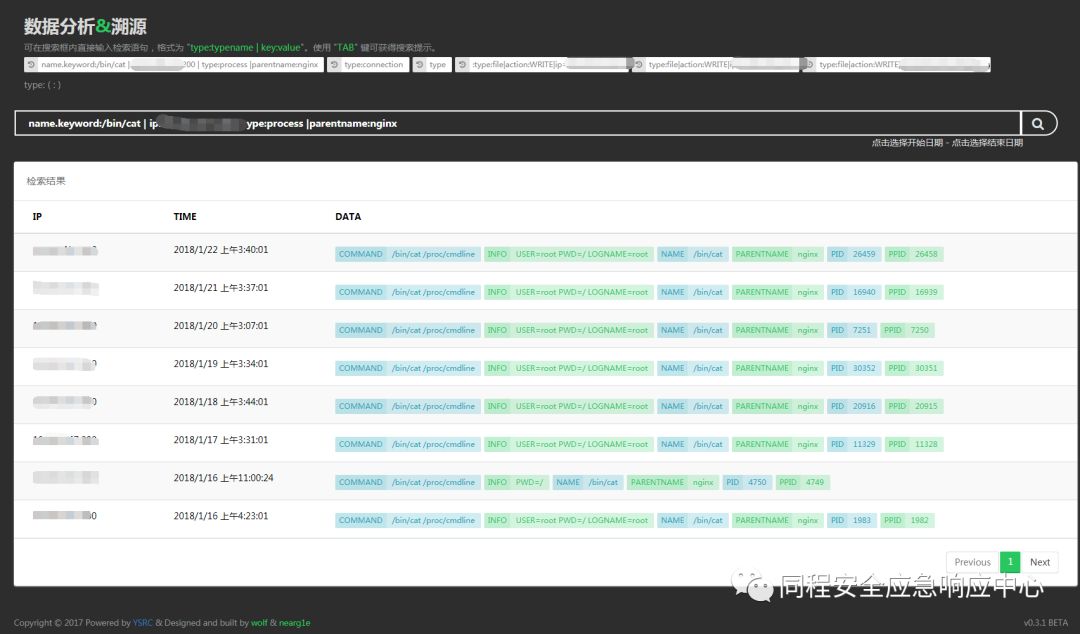 数据分析&溯源
可在搜索框内直接输入检索语句，格式为 "type:typename | key:value"。使用 "TAB" 键可获得搜索提示。
name.keyword:/bin/cat | 200 | type:process |parentname:nginx type:connection type :type:file|action:WRITE|ip= type:file|action:WRITE|ip= type:file|action:WRITE|
type: ( : )
name.keyword:/bin/cat | ip: ype:process |parentname:nginx
点击选择开始日期 - 点击选择结束日期
检索结果
IP TIME DATA
2018/1/22 上午3:40:01 COMMAND /bin/cat /proc/cmdline INFO USER=root PWD=/ LOGNAME=root NAME /bin/cat PARENTNAME nginx PID 26459 PPID 26458
2018/1/21 上午3:37:01 COMMAND /bin/cat /proc/cmdline INFO USER=root PWD=/ LOGNAME=root NAME /bin/cat PARENTNAME nginx PID 16940 PPID 16939
2018/1/20 上午3:07:01 COMMAND /bin/cat /proc/cmdline INFO USER=root PWD=/ LOGNAME=root NAME /bin/cat PARENTNAME nginx PID 7251 PPID 7250
2018/1/19 上午3:34:01 COMMAND /bin/cat /proc/cmdline INFO USER=root PWD=/ LOGNAME=root NAME /bin/cat PARENTNAME nginx PID 30352 PPID 30351
2018/1/18 上午3:44:01 COMMAND /bin/cat /proc/cmdline INFO USER=root PWD=/ LOGNAME=root NAME /bin/cat PARENTNAME nginx PID 20916 PPID 20915
2018/1/17 上午3:31:01 COMMAND /bin/cat /proc/cmdline INFO USER=root PWD=/ LOGNAME=root NAME /bin/cat PARENTNAME nginx PID 11329 PPID 11328
2018/1/16 上午11:00:24 COMMAND /bin/cat /proc/cmdline INFO PWD=/ NAME /bin/cat PARENTNAME nginx PID 4750 PPID 4749
2018/1/16 上午4:23:01 COMMAND /bin/cat /proc/cmdline INFO USER=root PWD=/ LOGNAME=root NAME /bin/cat PARENTNAME nginx PID 1983 PPID 1982
Previous 1 Next
同程安全应急响应中心
Copyright © 2017 Powered by YSRC & Designed and built by wolf & nearg1e v0.3.1 BETA